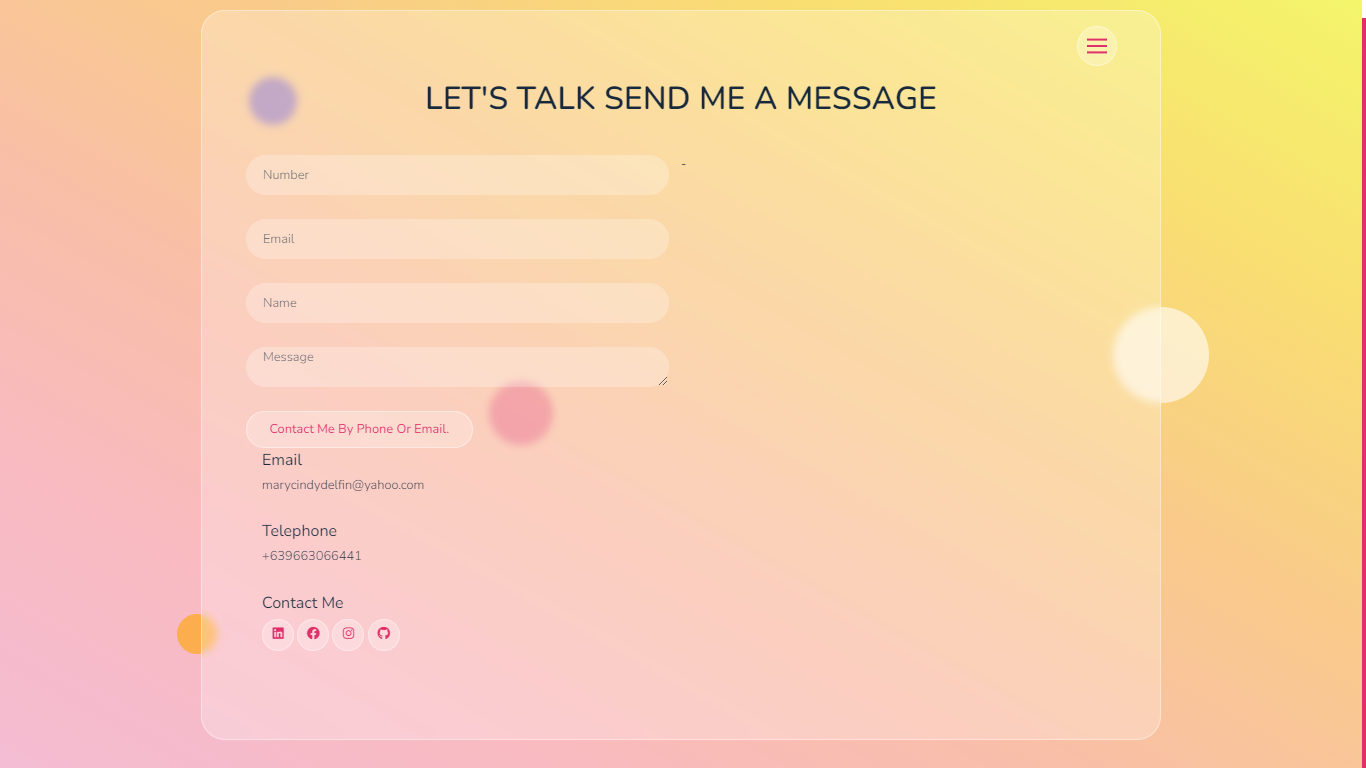 LET'S TALK SEND ME A MESSAGE
Number
-
Email
Name
Message
Contact Me By Phone Or Email.
Email
marycindydelfin@yahoo.com
Telephone
+639663066441
Contact Me